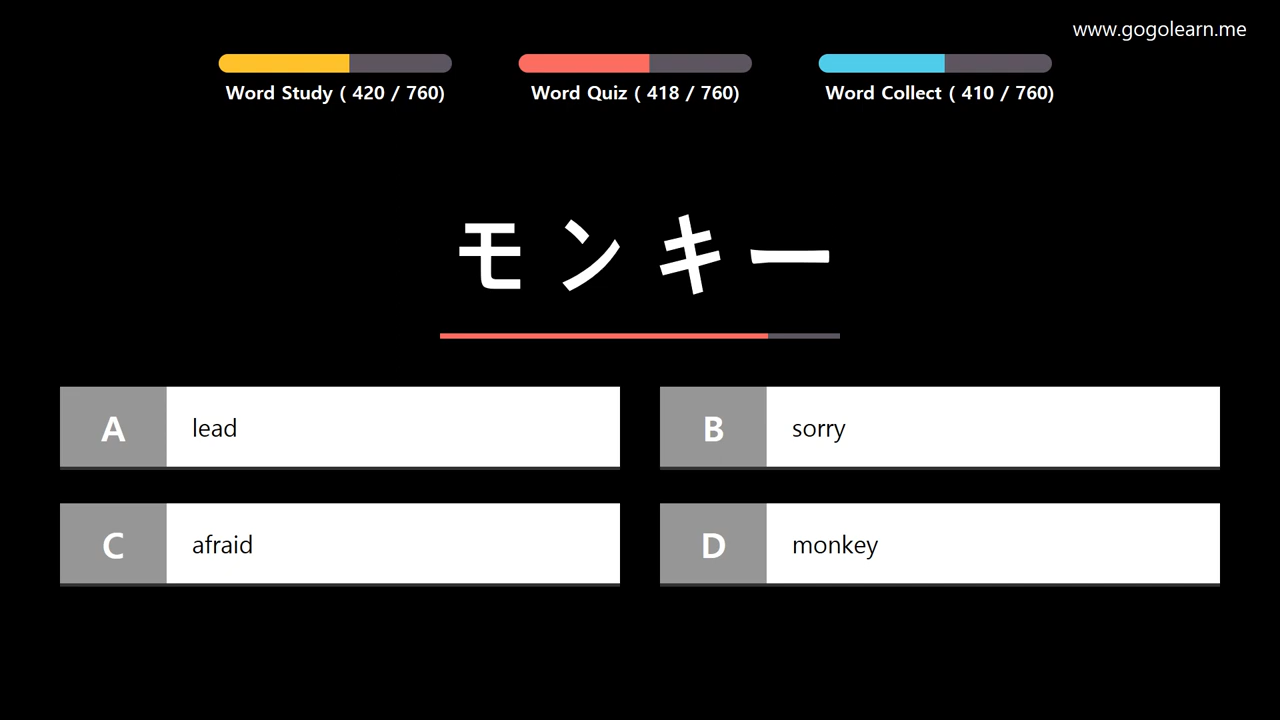 www.gogolearn.me
Word Study ( 420 / 760)
Word Quiz ( 418 / 760)
Word Collect ( 410 / 760)
モンキー
A lead
B sorry
C afraid
D monkey